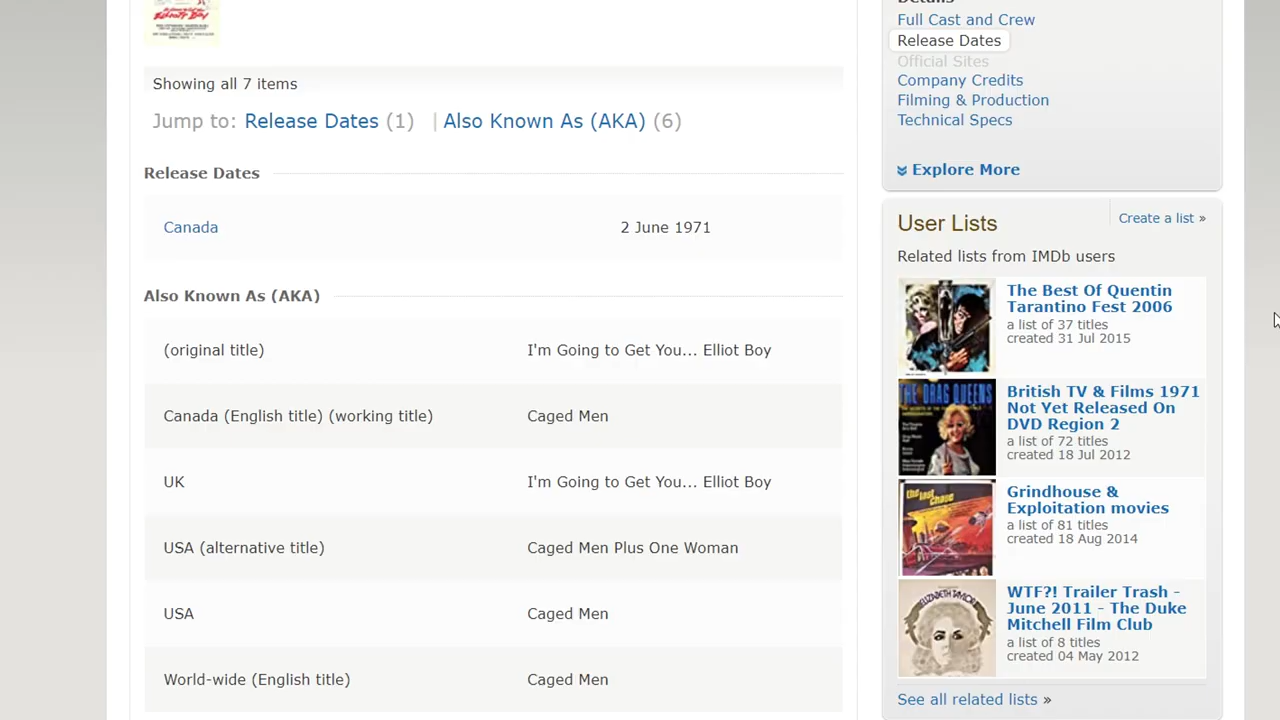 Showing all 7 items
Jump to: Release Dates (1) | Also Known As (AKA) (6)
Release Dates
Canada 2 June 1971
Also Known As (AKA)
(original title) I'm Going to Get You... Elliot Boy
Canada (English title) (working title) Caged Men
UK I'm Going to Get You... Elliot Boy
USA (alternative title) Caged Men Plus One Woman
USA Caged Men
World-wide (English title) Caged Men
Details
Full Cast and Crew
Release Dates
Official Sites
Company Credits
Filming & Production
Technical Specs
Explore More
User Lists
Create a list »
Related lists from IMDb users
The Best Of Quentin
Tarantino Fest 2006
a list of 37 titles
created 31 Jul 2015
THE DRAG QUEENS
British TV & Films 1971
Not Yet Released On
DVD Region 2
a list of 72 titles
created 18 Jul 2012
Grindhouse &
Exploitation movies
a list of 81 titles
created 18 Aug 2014
ELIZABETH TAYLOR
WTF?! Trailer Trash -
June 2011 - The Duke
Mitchell Film Club
a list of 8 titles
created 04 May 2012
See all related lists »